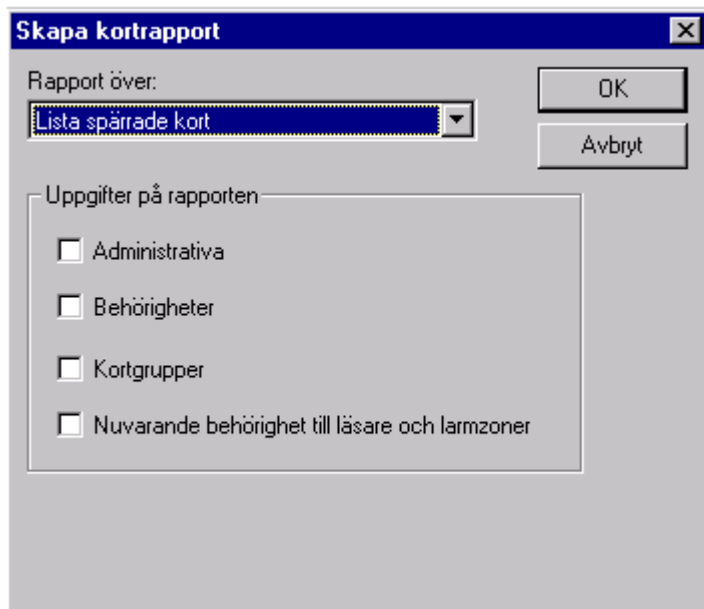 Skapa kortrapport
Rapport över:
Lista spärrade kort
OK
Avbryt
Uppgifter på rapporten
Administrativa
Behörigheter
Kortgrupper
Nuvarande behörighet till läsare och larmzoner